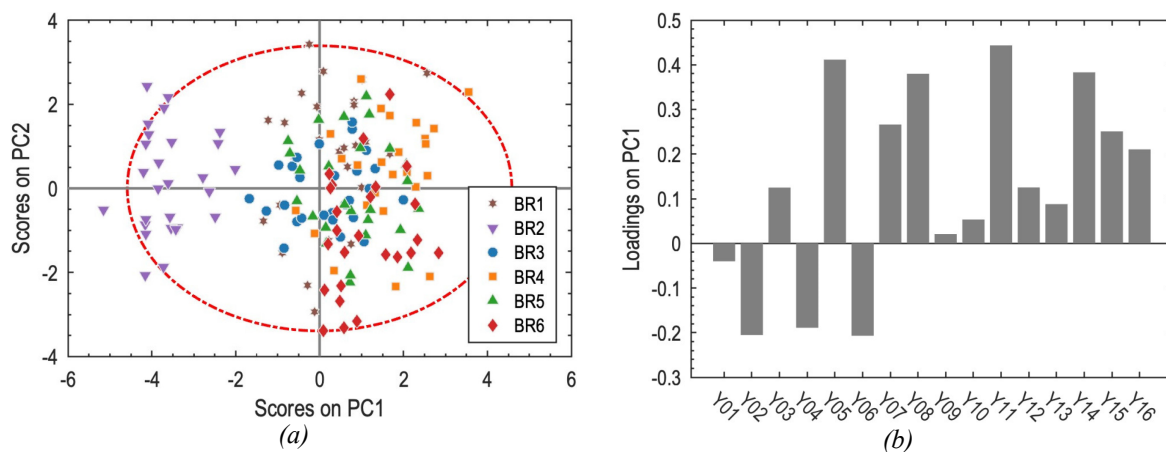 4
2
0
-2
-4
-6
-4
-2
0
2
4
6
Scores on PC2
Scores on PC1
BR1
BR2
BR3
BR4
BR5
BR6
(a)
0.5
0.4
0.3
0.2
0.1
0
-0.1
-0.2
-0.3
Loadings on PC1
Y01
Y02
Y03
Y04
Y05
Y06
Y07
Y08
Y09
Y10
Y11
Y12
Y13
Y14
Y15
Y16
(b)